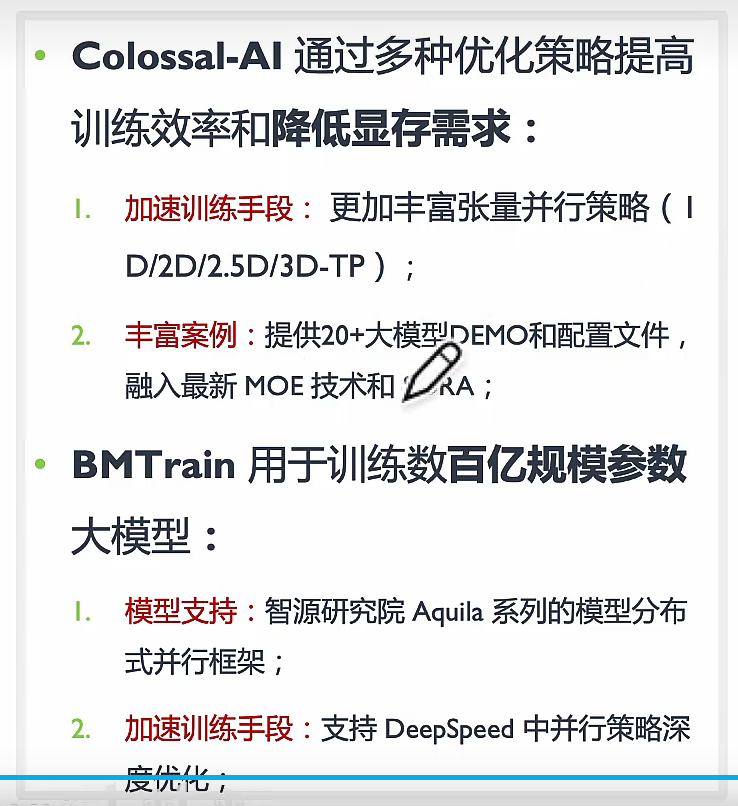 • Colossal-AI 通过多种优化策略提高
训练效率和降低显存需求：
1. 加速训练手段： 更加丰富张量并行策略（1
D/2D/2.5D/3D-TP）；
2. 丰富案例：提供20+大模型DEMO和配置文件，
融入最新 MOE 技术和 RA；
• BMTrain 用于训练数百亿规模参数
大模型：
1. 模型支持：智源研究院 Aquila 系列的模型分布
式并行框架；
2. 加速训练手段：支持 DeepSpeed 中并行策略深
度优化；